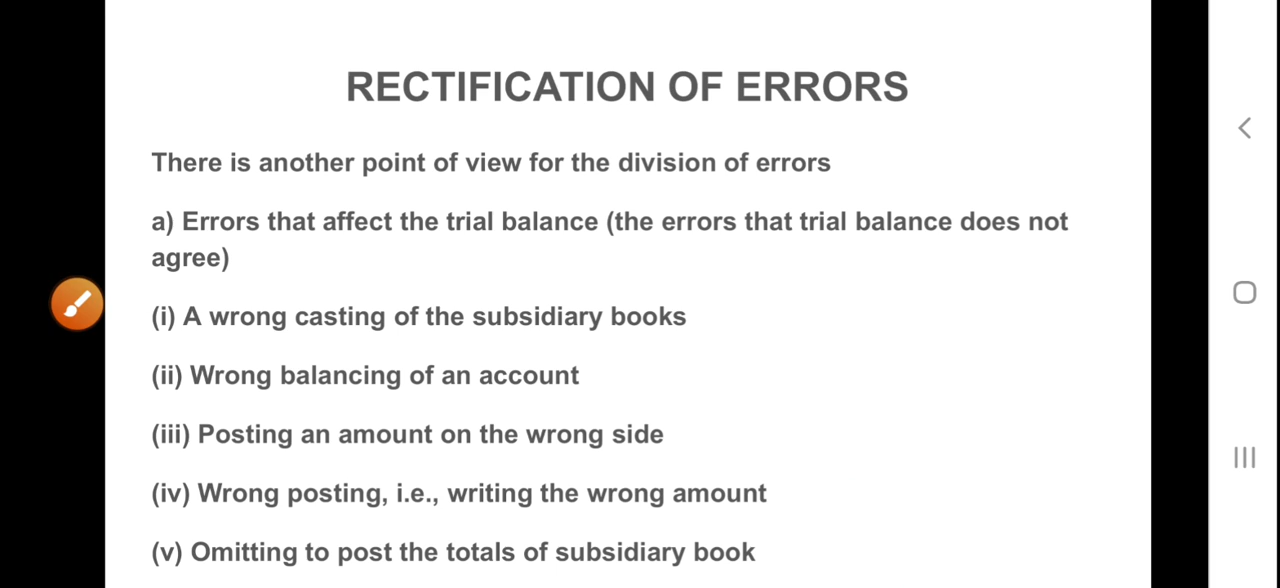 RECTIFICATION OF ERRORS
There is another point of view for the division of errors
a) Errors that affect the trial balance (the errors that trial balance does not
agree)
(i) A wrong casting of the subsidiary books
(ii) Wrong balancing of an account
(iii) Posting an amount on the wrong side
(iv) Wrong posting, i.e., writing the wrong amount
(v) Omitting to post the totals of subsidiary book